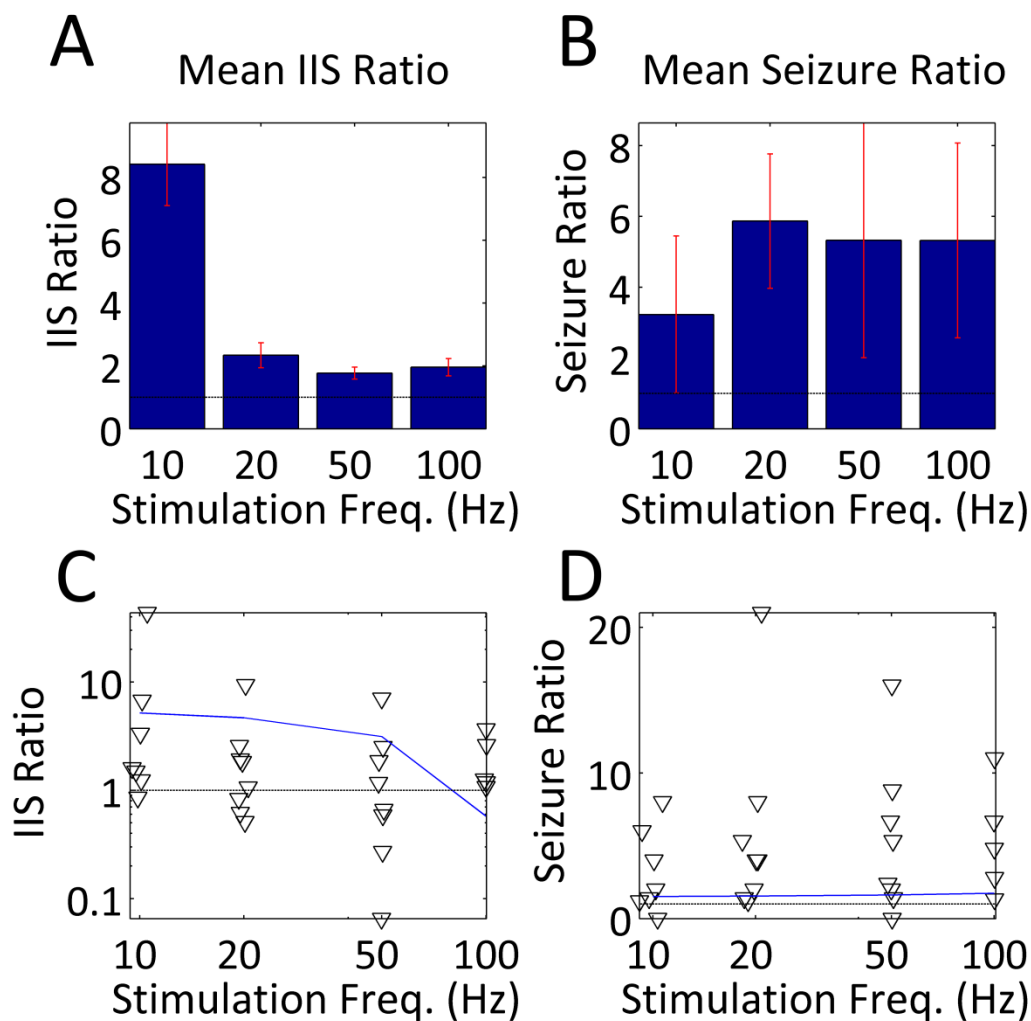 A
Mean IIS Ratio
8
6
4
2
0
IIS Ratio
10 20 50 100
Stimulation Freq. (Hz)
B
Mean Seizure Ratio
8
6
4
2
0
Seizure Ratio
10 20 50 100
Stimulation Freq. (Hz)
C
10
1
0.1
IIS Ratio
10 20 50 100
Stimulation Freq. (Hz)
D
20
10
0
Seizure Ratio
10 20 50 100
Stimulation Freq. (Hz)